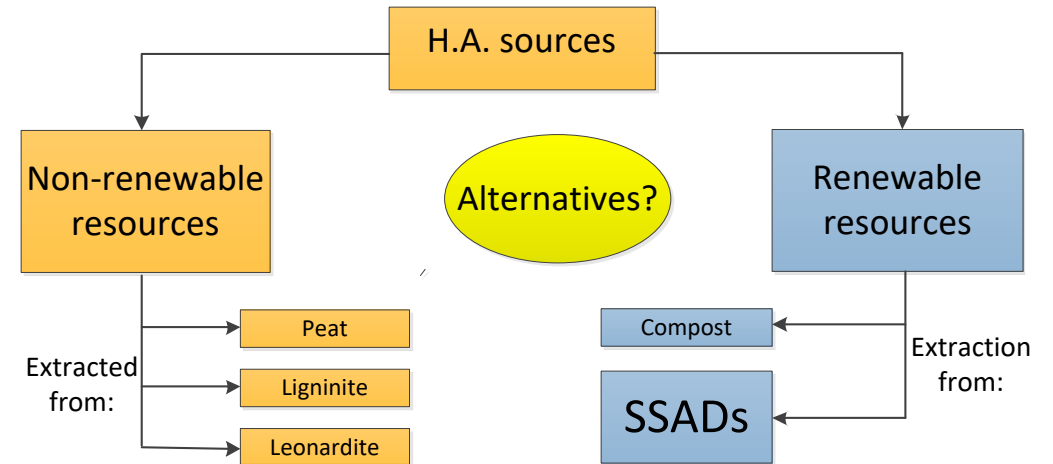 H.A. sources
Non-renewable
resources
Alternatives?
Renewable
resources
Extracted
from:
Peat
Ligninite
Leonardite
Compost
SSADs
Extraction
from: